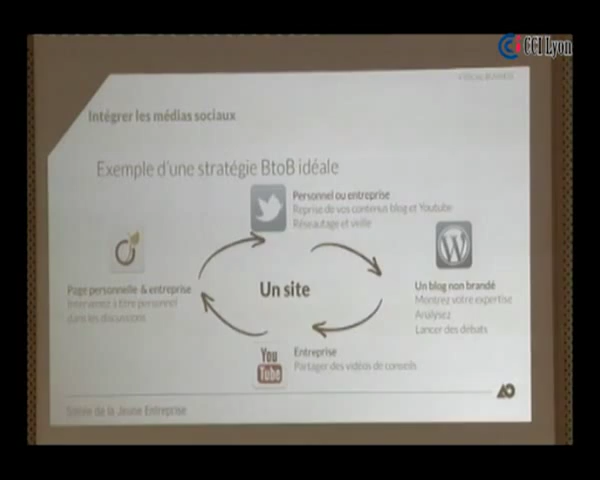 CCI Lyon
Intégrer les médias sociaux
Exemple d'une stratégie BtoB idéale
Personnel ou entreprise
Reprise de vos contenus blog et Youtube
Réseautage et veille
Page personnelle & entreprise
Intervenez à titre personnel
dans les discussions
Un site
W
Un blog non brandé
Montrez votre expertise
Analysez
Lancer des débats
You
Tube
Entreprise
Partager des vidéos de conseils
Soirée de la Jeune Entreprise